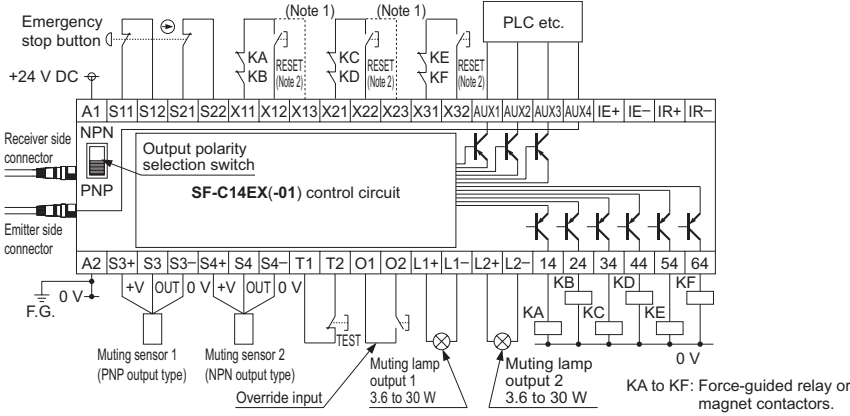 Emergency
stop button
(Note 1)
(Note 1)
PLC etc.
+24 V DC
KA
KB
RESET
(Note 2)
KC
KD
RESET
(Note 2)
KE
KF
RESET
(Note 2)
A1 S11 S12 S21 S22 X11 X12 X13 X21 X22 X23 X31 X32 AUX1 AUX2 AUX3 AUX4 IE+ IE– IR+ IR–
Receiver side
connector
NPN
PNP
Output polarity
selection switch
SF-C14EX(-01) control circuit
Emitter side
connector
A2 S3+ S3 S3– S4+ S4 S4– T1 T2 O1 O2 L1+ L1– L2+ L2– 14 24 34 44 54 64
F.G.
0 V
+V OUT 0 V +V OUT 0 V
TEST
KA
KB
KC
KD
KE
KF
0 V
Muting sensor 1
(PNP output type)
Muting sensor 2
(NPN output type)
Override input
Muting lamp
output 1
3.6 to 30 W
Muting lamp
output 2
3.6 to 30 W
KA to KF: Force-guided relay or
magnet contactors.